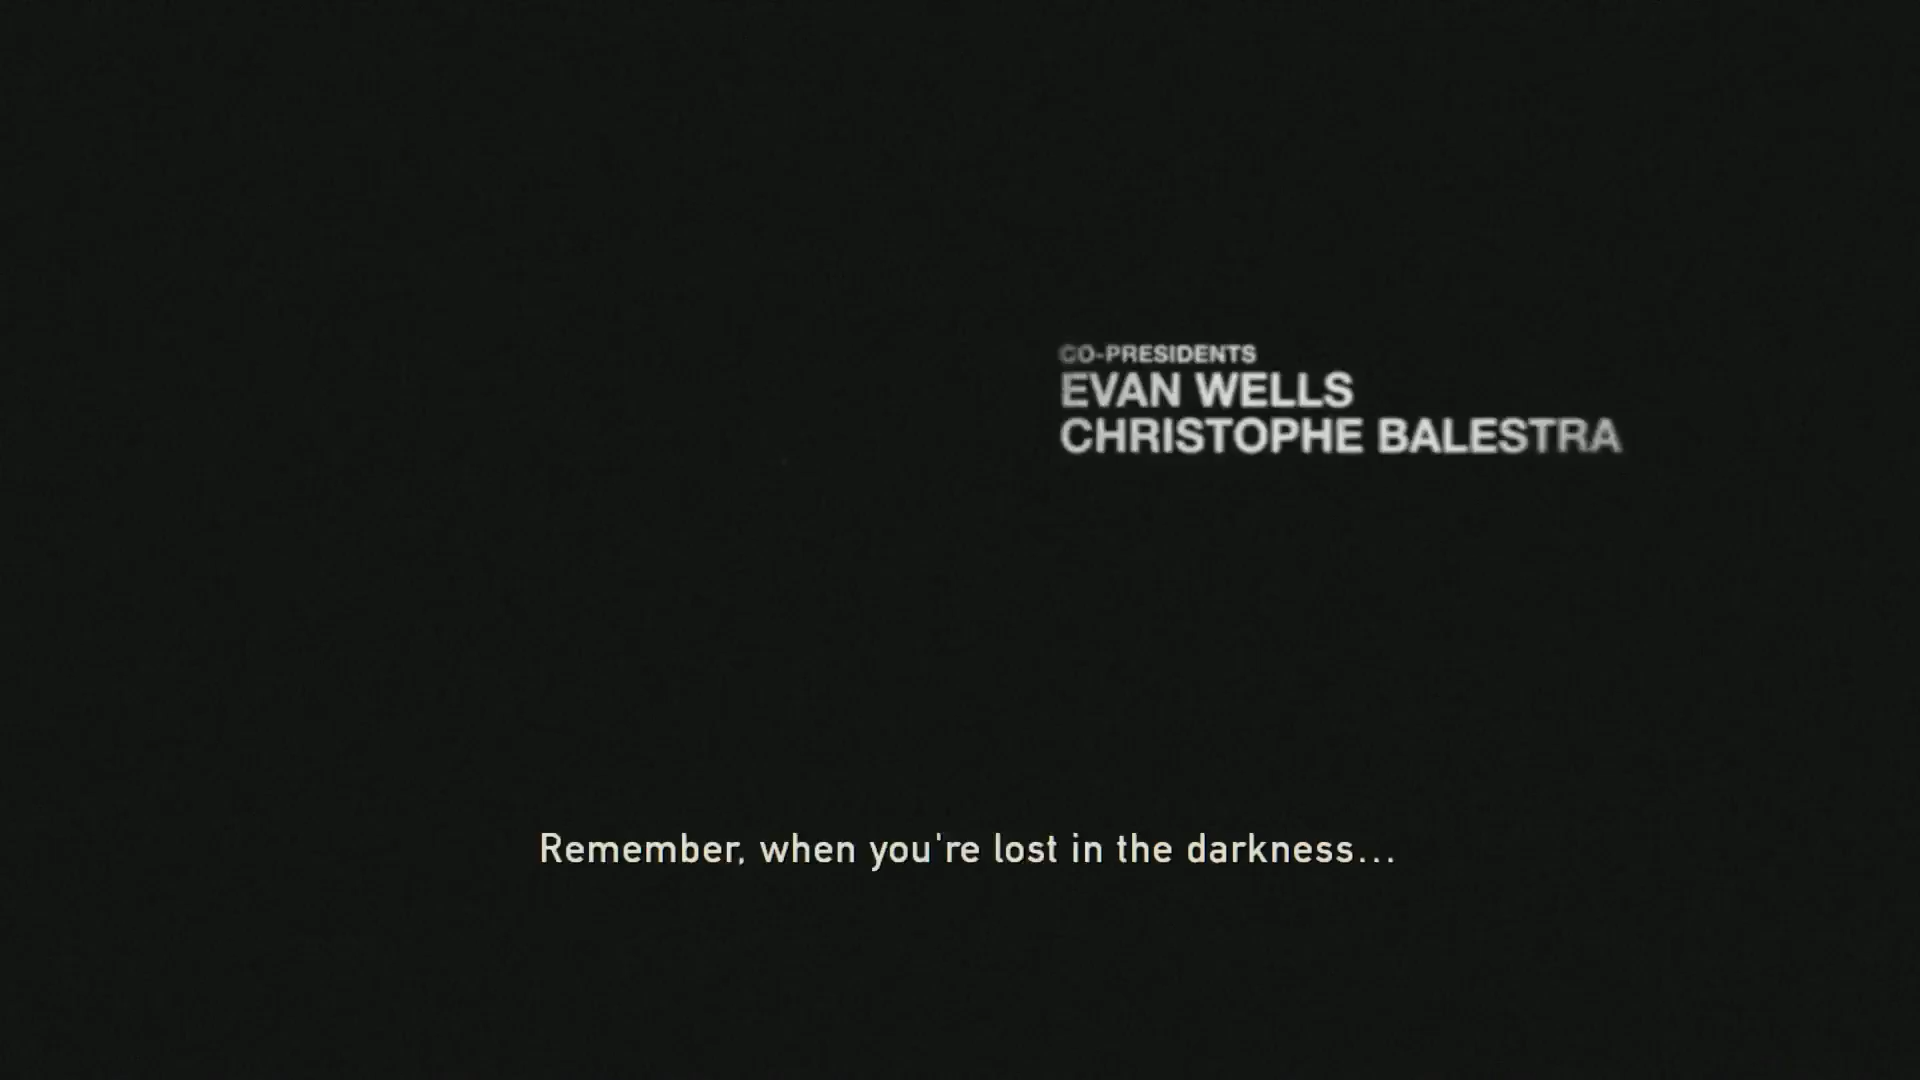 CO-PRESIDENTS
EVAN WELLS
CHRISTOPHE BALESTRA
Remember, when you're lost in the darkness...